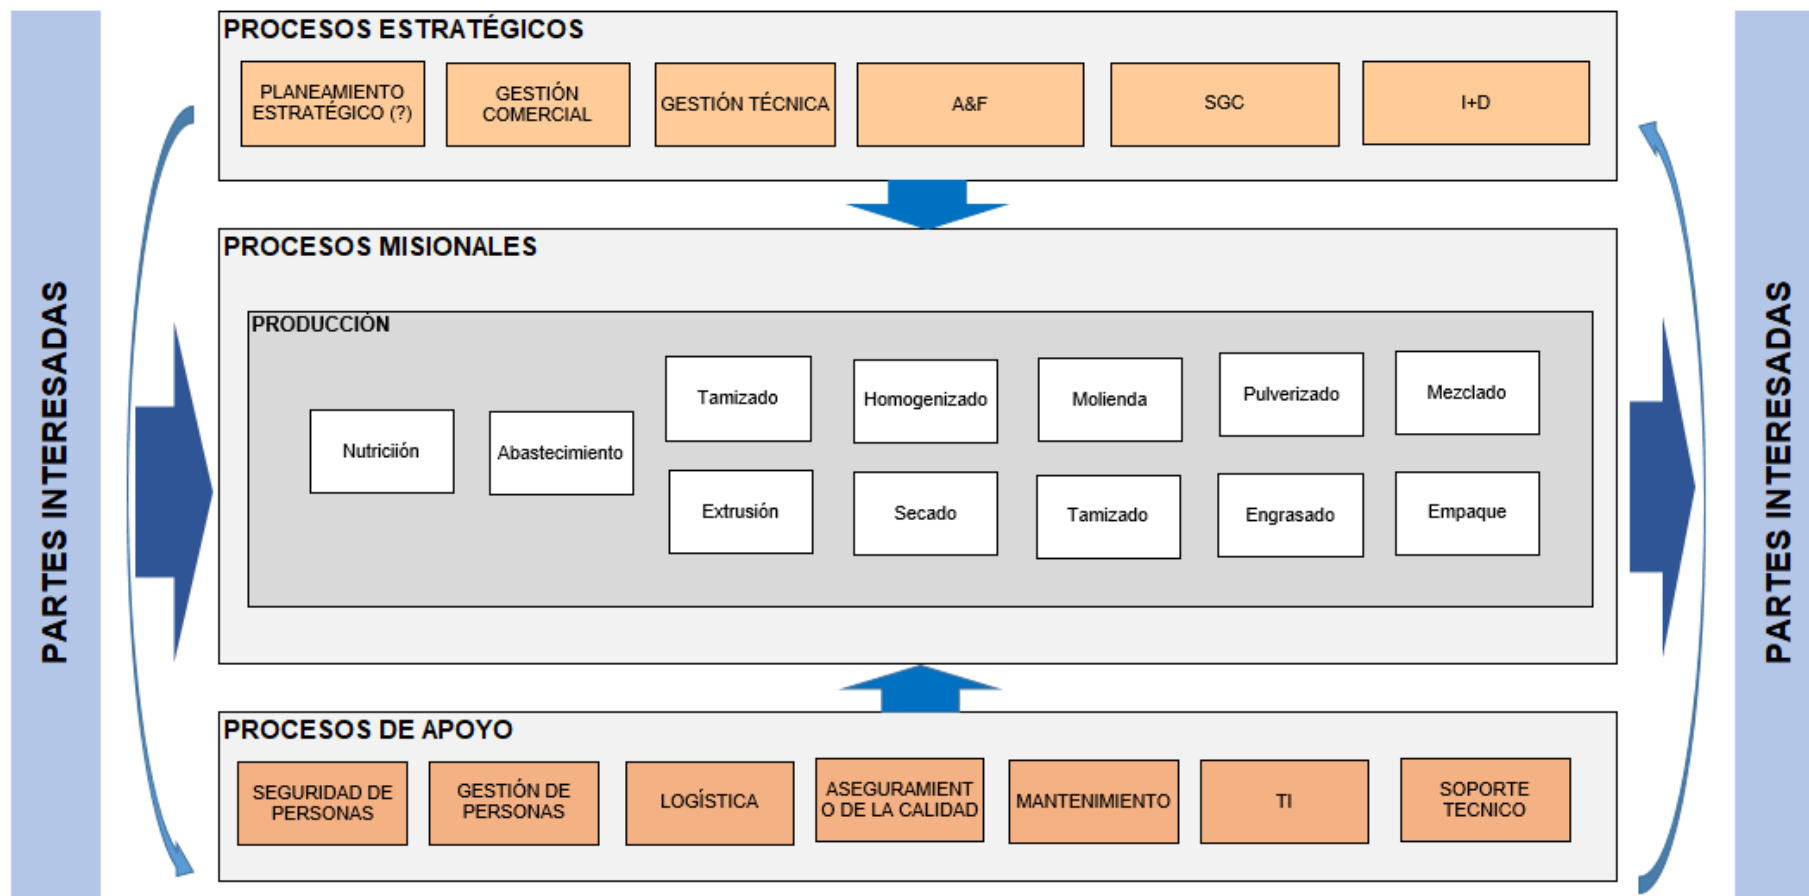 PARTES INTERESADAS
PROCESOS ESTRATÉGICOS
PLANEAMIENTO
ESTRATÉGICO (?)
GESTIÓN
COMERCIAL
GESTIÓN TÉCNICA
A&F
SGC
I+D
PROCESOS MISIONALES
PRODUCCIÓN
Nutriciión
Abastecimiento
Tamizado
Homogenizado
Molienda
Pulverizado
Mezclado
Extrusión
Secado
Tamizado
Engrasado
Empaque
PROCESOS DE APOYO
SEGURIDAD DE
PERSONAS
GESTIÓN DE
PERSONAS
LOGÍSTICA
ASEGURAMIENT
O DE LA CALIDAD
MANTENIMIENTO
TI
SOPORTE
TECNICO
PARTES INTERESADAS